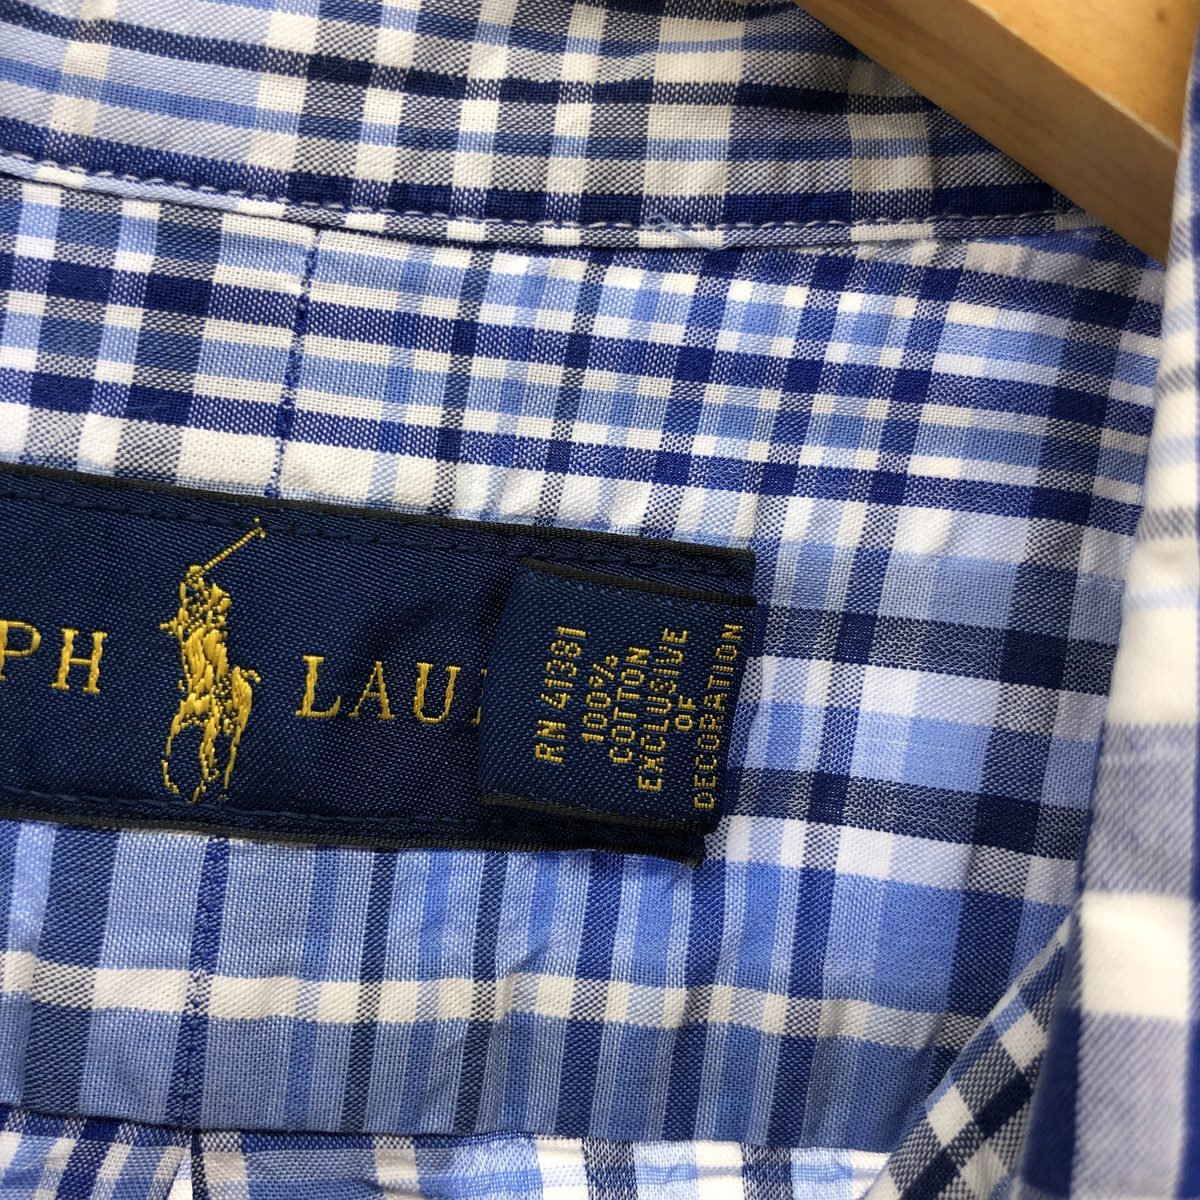 PH LAU
RN 41381
100%
COTTON
EXCLUSIVE
OF
DECORATION